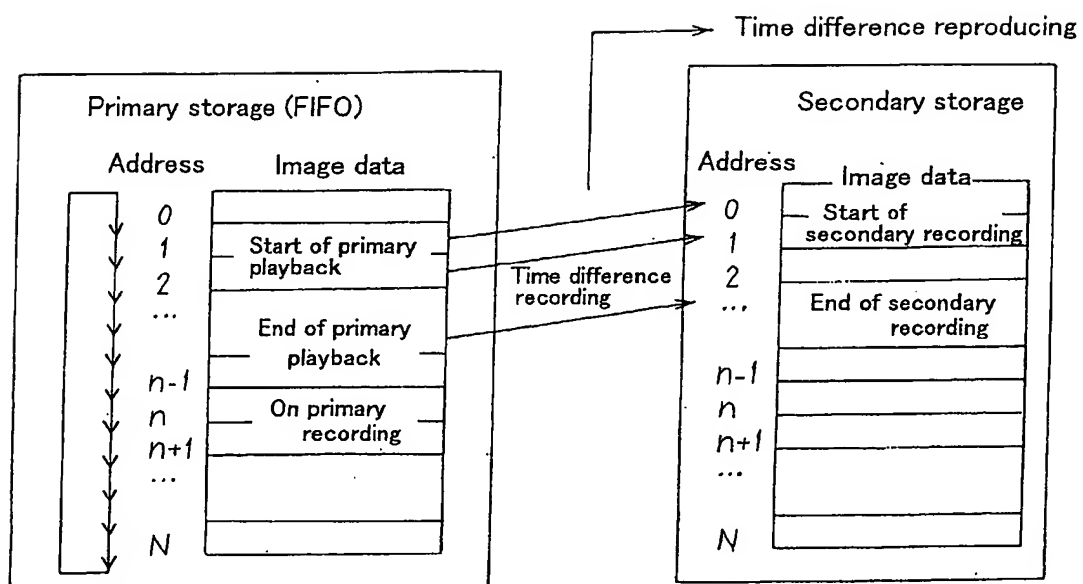 Time difference reproducing
Primary storage (FIFO)
Address
Image data
0
1
2
...
n-1
n
n+1
...
N
Start of primary
playback
End of primary
playback
On primary
recording
Time difference
recording
Secondary storage
Address
Image data
0
1
2
...
n-1
n
n+1
...
N
Start of
secondary recording
End of secondary
recording